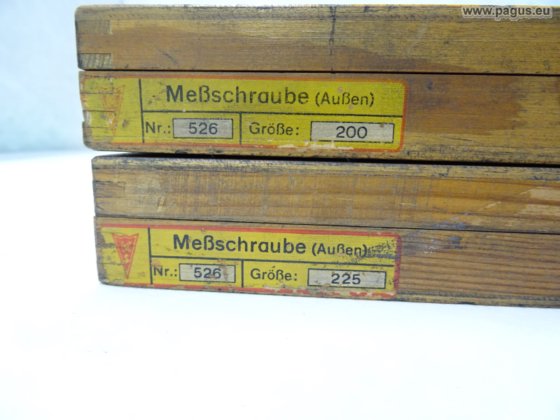 www.pagus.eu
Meßschraube (Außen)
Nr.: 526 Größe: 200
Meßschraube (Außen)
Nr.: 526 Größe: 225